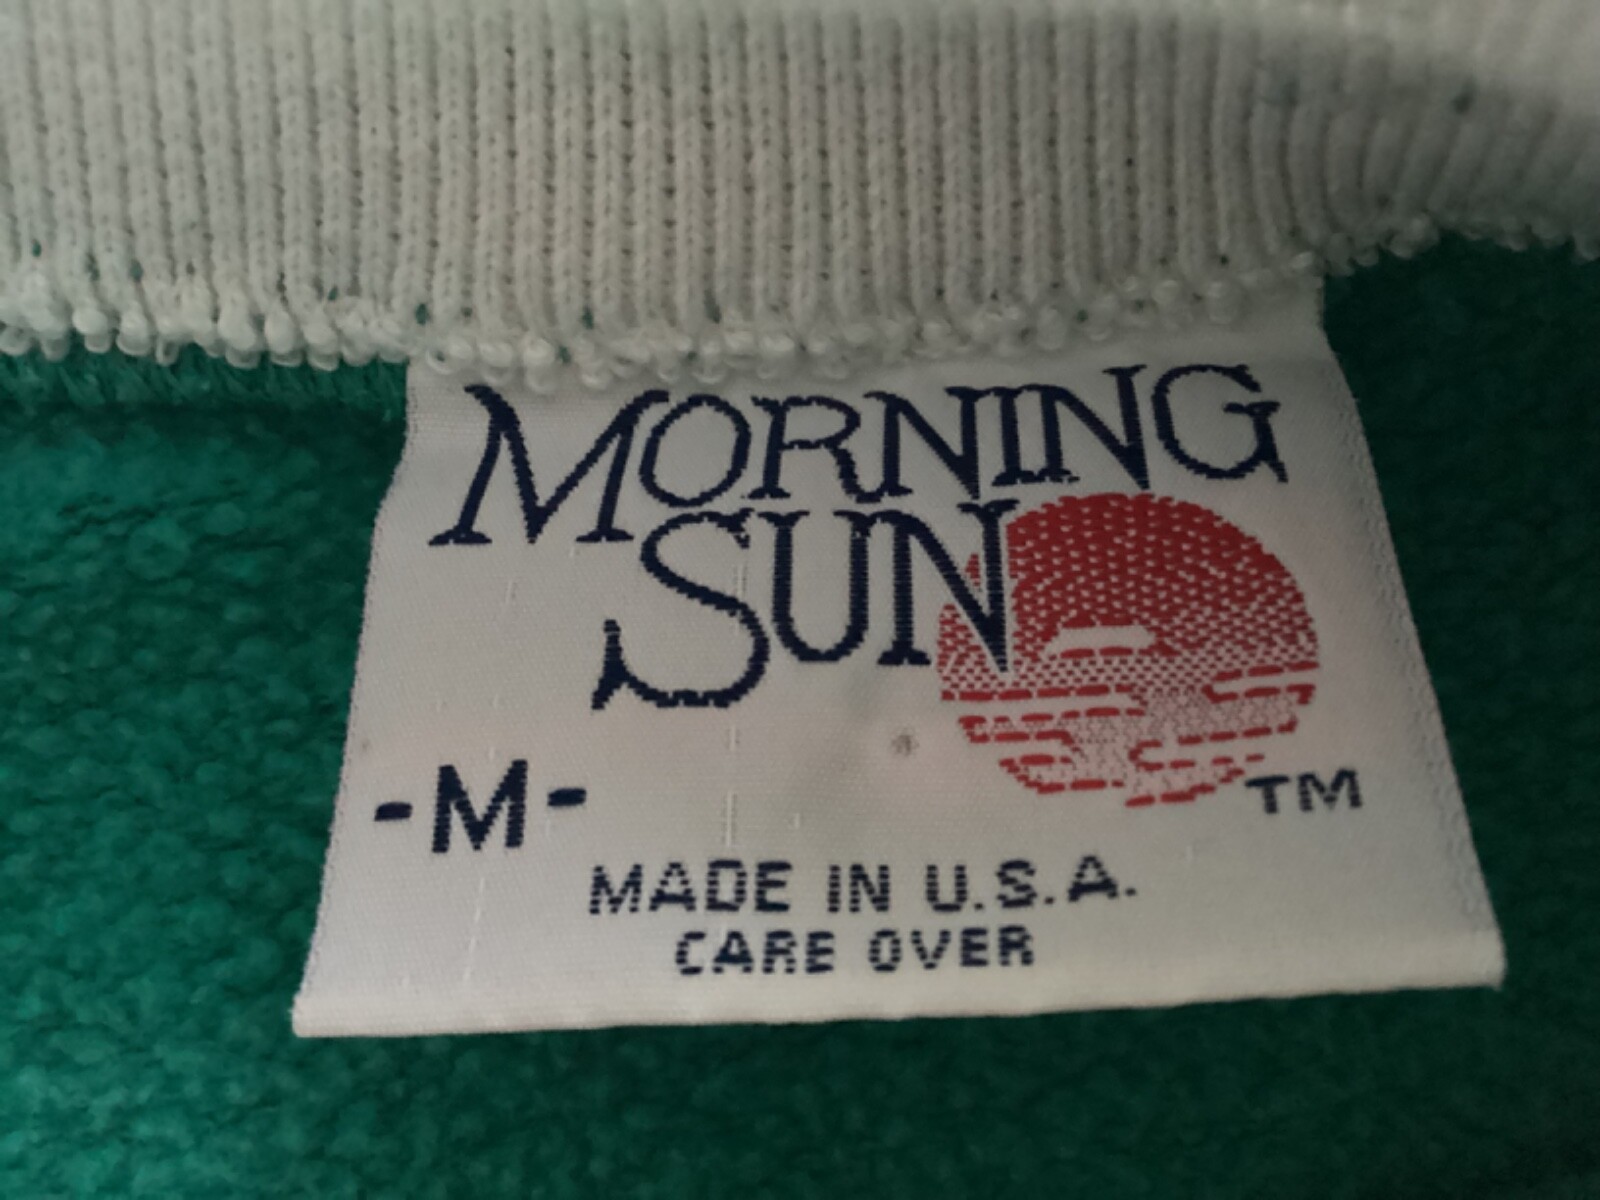 MORNING
SUN
TM
-M-
MADE IN U.S.A.
CARE OVER